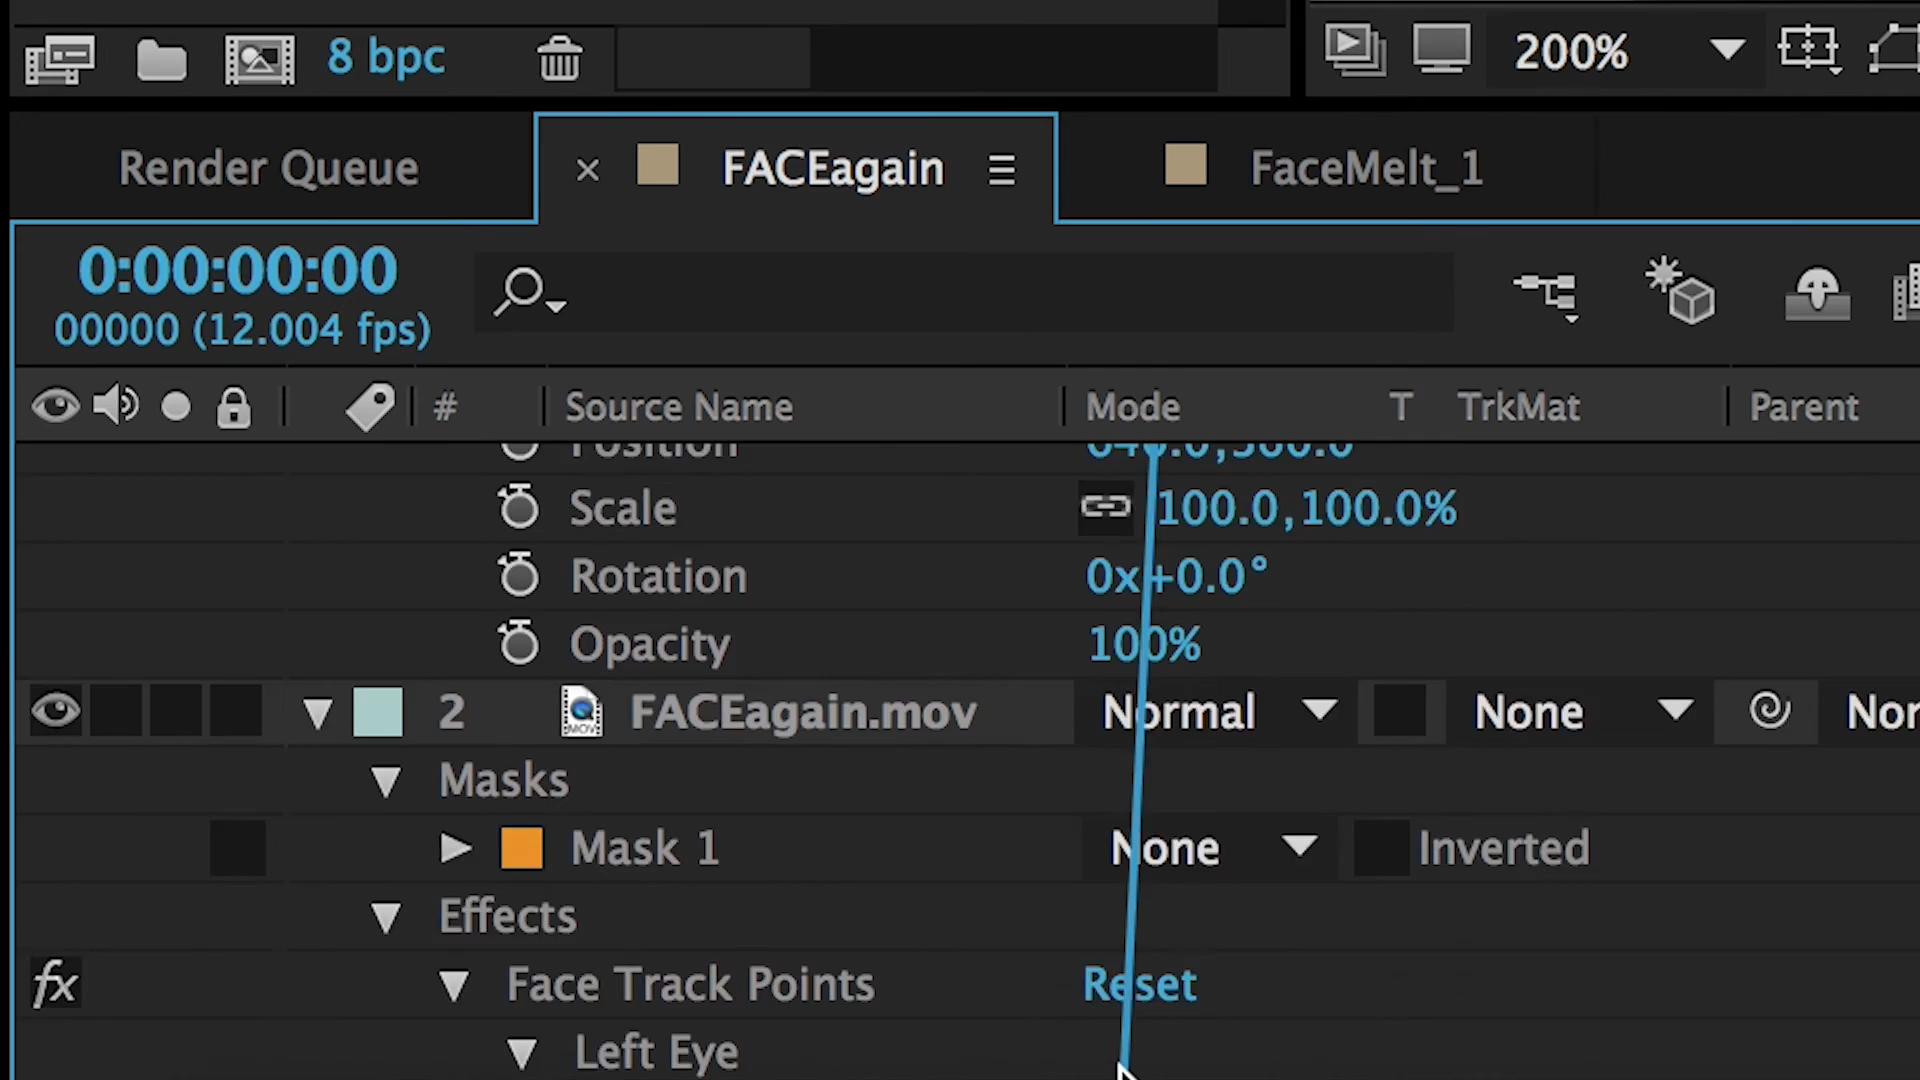 8 bpc
200%
Render Queue
FACEagain
FaceMelt_1
0:00:00:00
00000 (12.004 fps)
# Source Name Mode T TrkMat Parent
Position
Scale 100.0,100.0%
Rotation 0x+0.0°
Opacity 100%
2 MOV FACEagain.mov Normal None
Masks
Mask 1 None Inverted
Effects
fx Face Track Points Reset
Left Eye